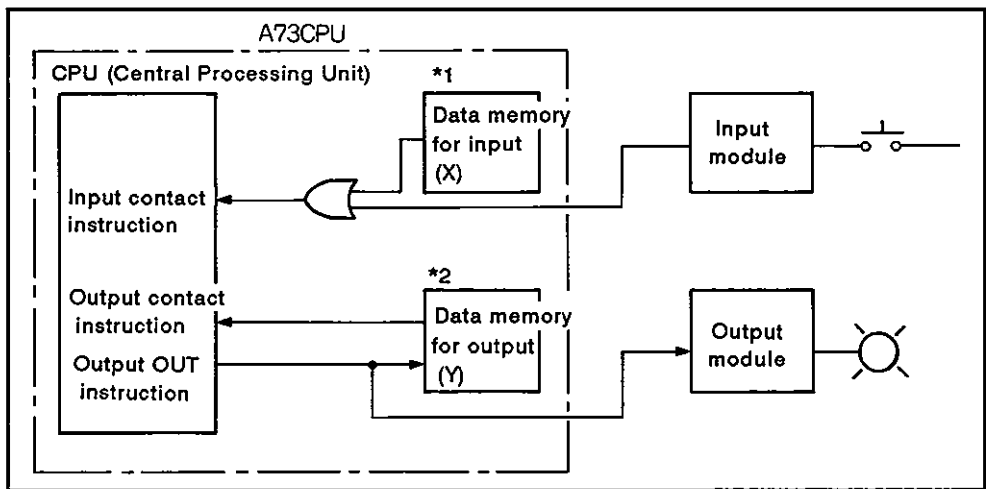 A73CPU
CPU (Central Processing Unit)
*1
Data memory
for input
(X)
Input
module
Input contact
instruction
*2
Output contact
instruction
Data memory
for output
(Y)
Output OUT
instruction
Output
module